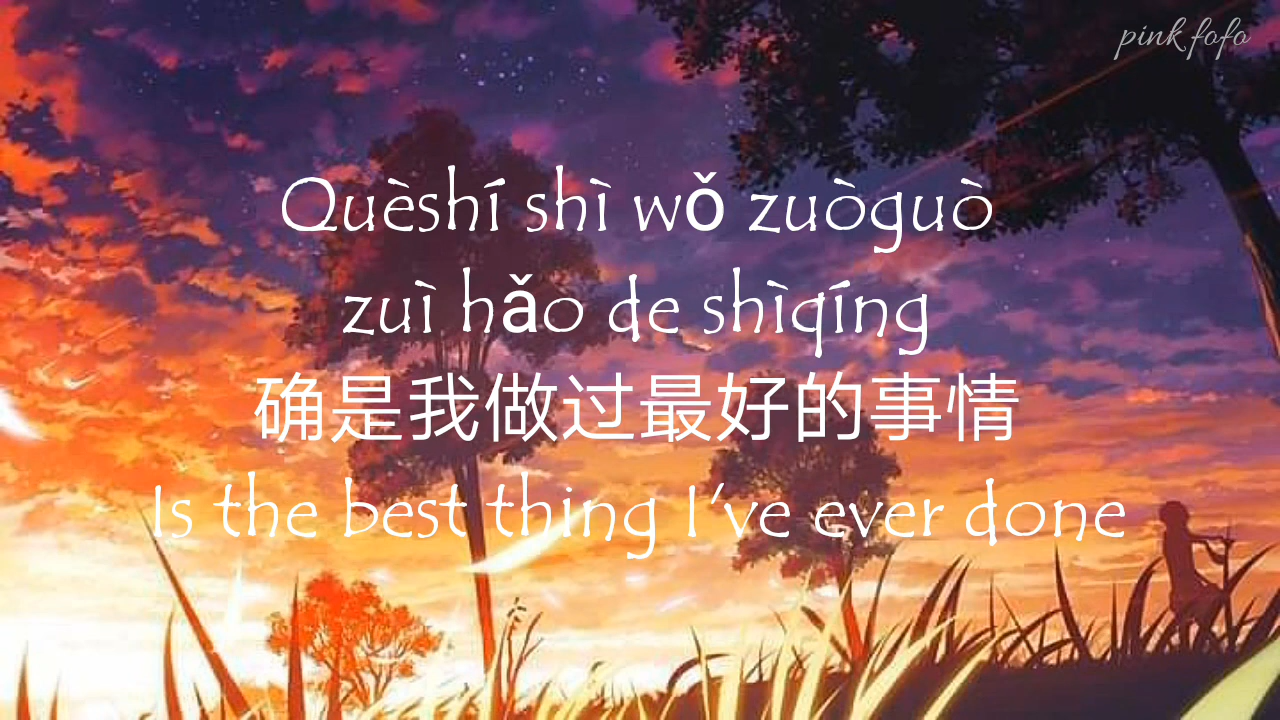 pink fofo
Quèshí shì wǒ zuòguò
zuì hǎo de shìqíng
确是我做过最好的事情
Is the best thing I've ever done